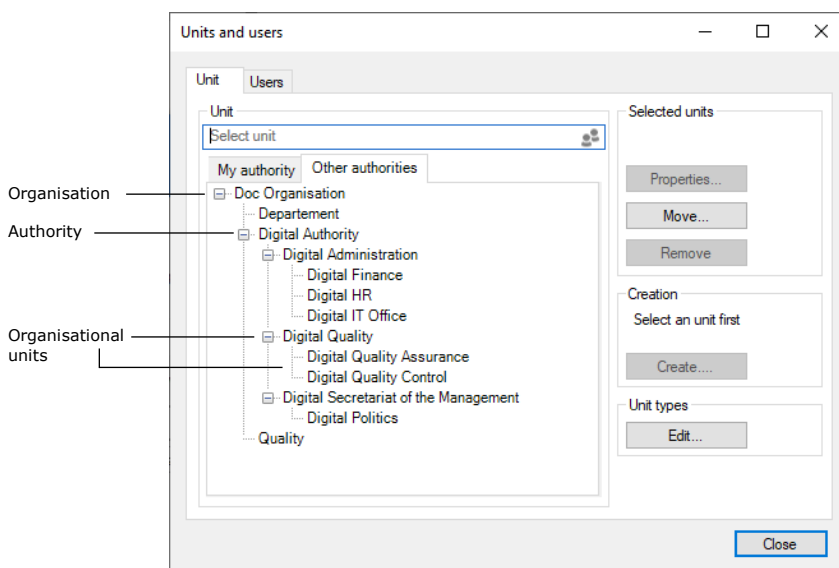 Units and users
Unit
Users
Unit
Select unit
My authority
Other authorities
Doc Organisation
Departement
Digital Authority
Digital Administration
Digital Finance
Digital HR
Digital IT Office
Digital Quality
Digital Quality Assurance
Digital Quality Control
Digital Secretariat of the Management
Digital Politics
Quality
Selected units
Properties...
Move...
Remove
Creation
Select an unit first
Create....
Unit types
Edit...
Close
Organisation
Authority
Organisational
units